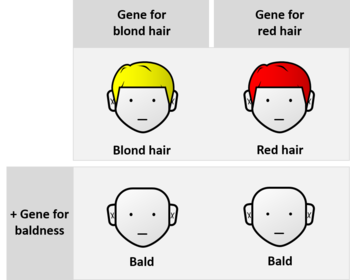 Gene for
blond hair
Gene for
red hair
Blond hair
Red hair
+ Gene for
baldness
Bald
Bald